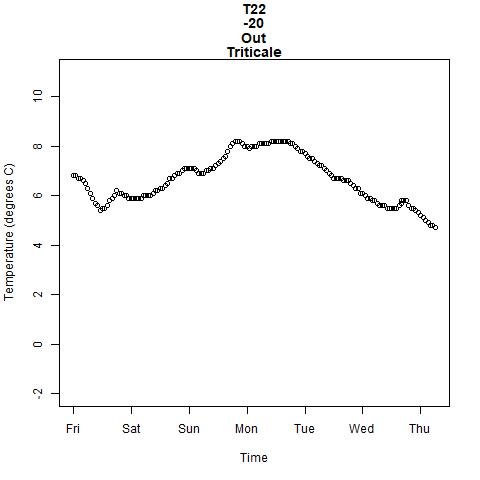 T22
-20
Out
Triticale
Temperature (degrees C)
10
8
6
4
2
0
-2
Fri Sat Sun Mon Tue Wed Thu
Time